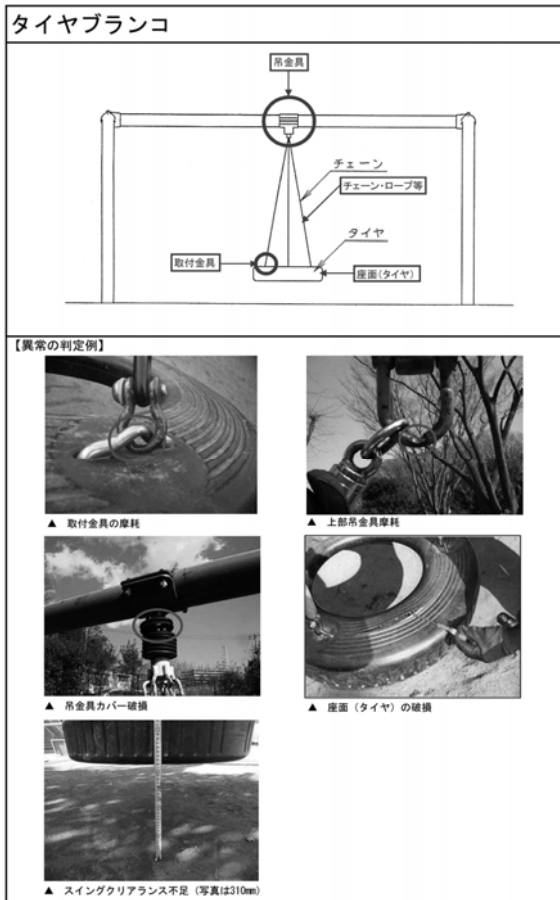 タイヤブランコ
吊金具
チェーン
チェーン・ロープ等
タイヤ
取付金具
座面(タイヤ)
【異常の判定例】
▲ 取付金具の摩耗
▲ 上部吊金具摩耗
▲ 吊金具カバー破損
▲ 座面(タイヤ)の破損
▲ スイングクリアランス不足(写真は310mm)